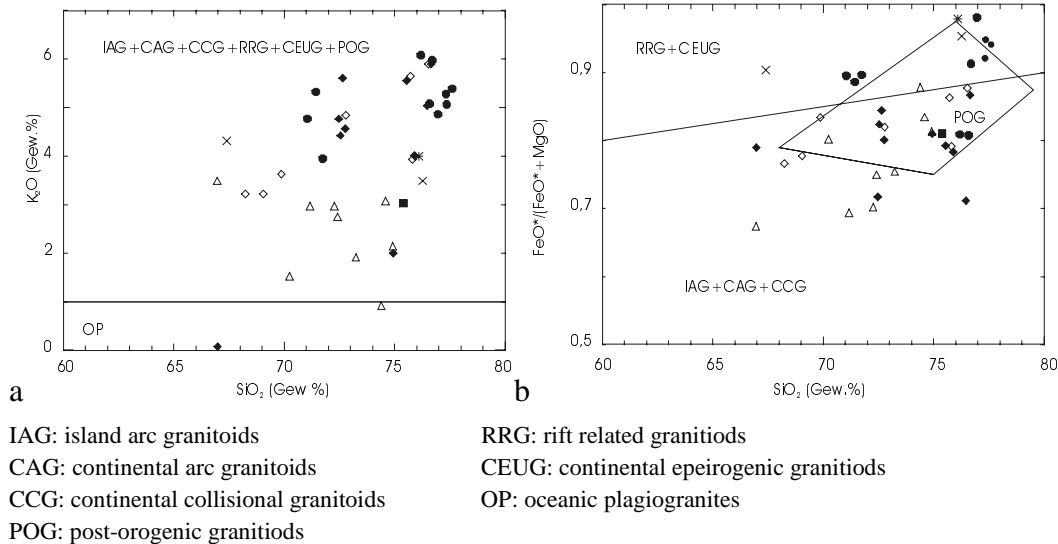 IAG+CAG+CCG+RRG+CEUG+POG
6
4
2
0
K₂O (Gew.%)
OP
60 65 70 75 80
SiO₂ (Gew %)
a
RRG+CEUG
POG
IAG+CAG+CCG
0,9
0,7
0,5
FeO*/(FeO*+MgO)
60 65 70 75 80
SiO₂ (Gew.%)
b
IAG: island arc granitoids
CAG: continental arc granitoids
CCG: continental collisional granitoids
POG: post-orogenic granitiods
RRG: rift related granitiods
CEUG: continental epeirogenic granitiods
OP: oceanic plagiogranites